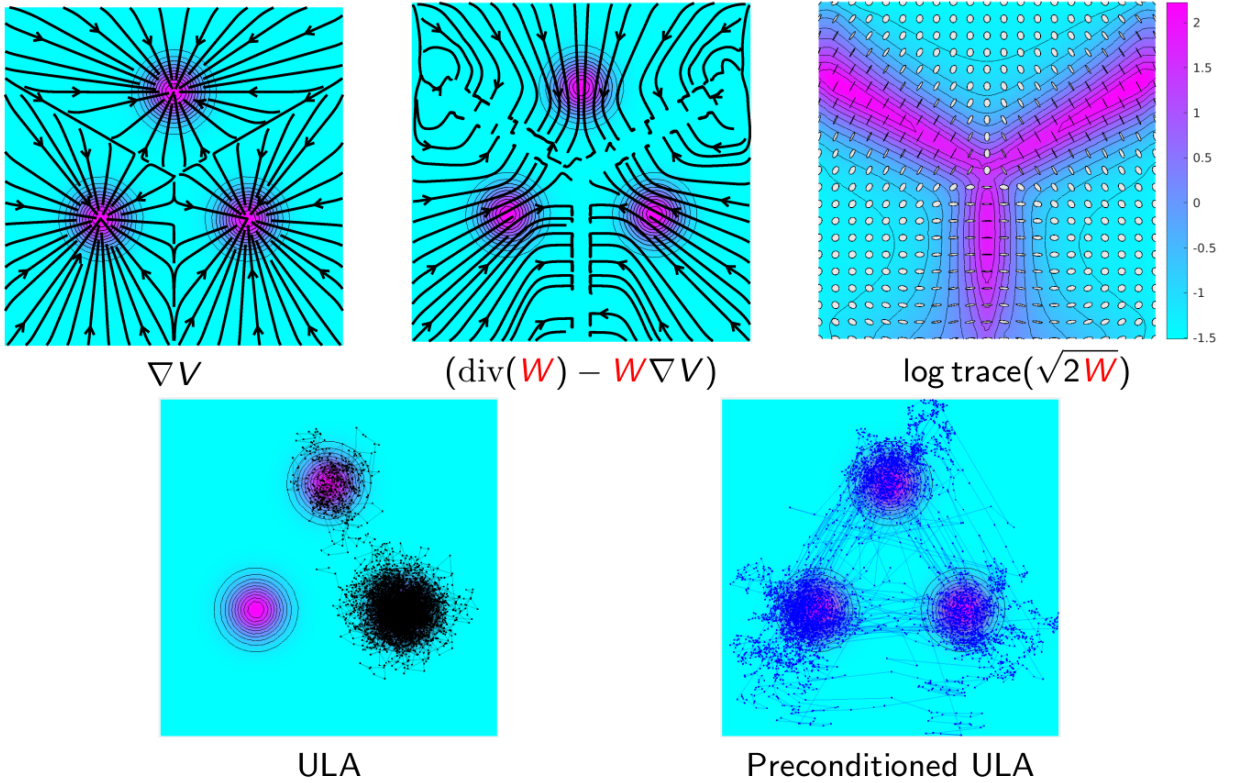 2
1.5
1
0.5
0
-0.5
-1
-1.5
∇V
(div(W) − W∇V)
log trace(√2W)
ULA
Preconditioned ULA